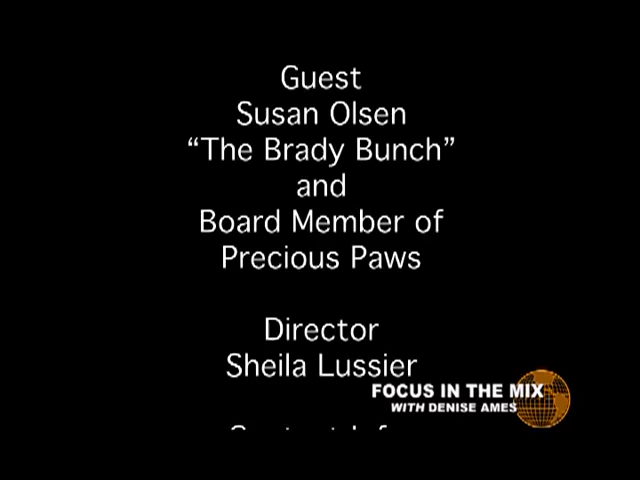 Guest
Susan Olsen
“The Brady Bunch”
and
Board Member of
Precious Paws
Director
Sheila Lussier
FOCUS IN THE MIX
WITH DENISE AMES